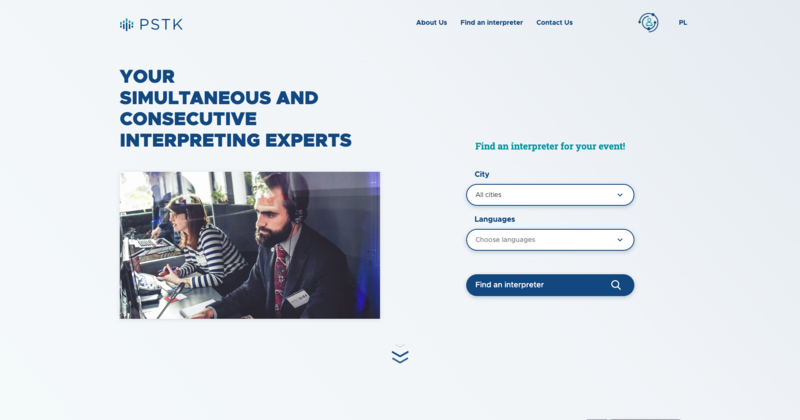 PSTK
About Us
Find an interpreter
Contact Us
PL
YOUR
SIMULTANEOUS AND
CONSECUTIVE
INTERPRETING EXPERTS
Find an interpreter for your event!
City
All cities
Languages
Choose languages
Find an interpreter